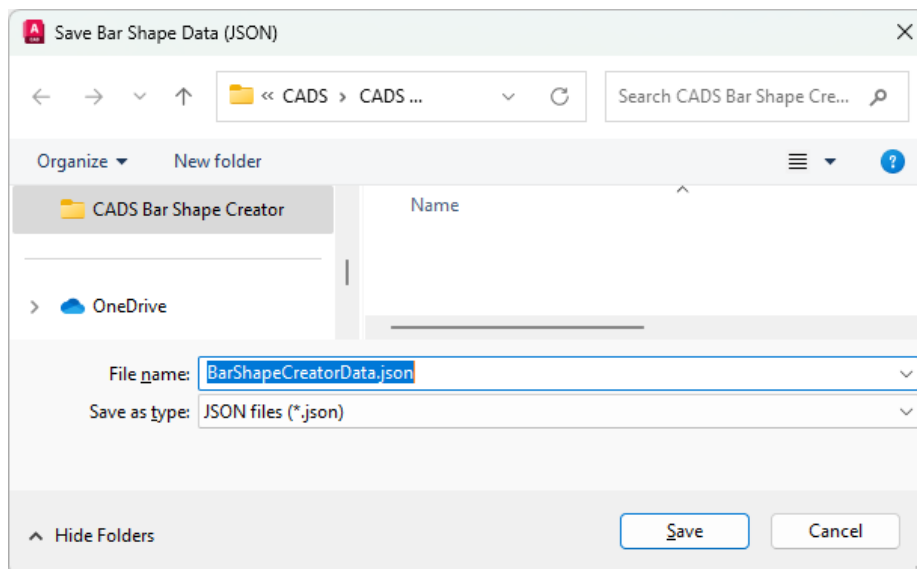 A CAD Save Bar Shape Data (JSON)
« CADS > CADS ... Search CADS Bar Shape Cre...
Organize New folder ?
CADS Bar Shape Creator Name
> OneDrive
File name: BarShapeCreatorData.json
Save as type: JSON files (*.json)
Hide Folders Save Cancel